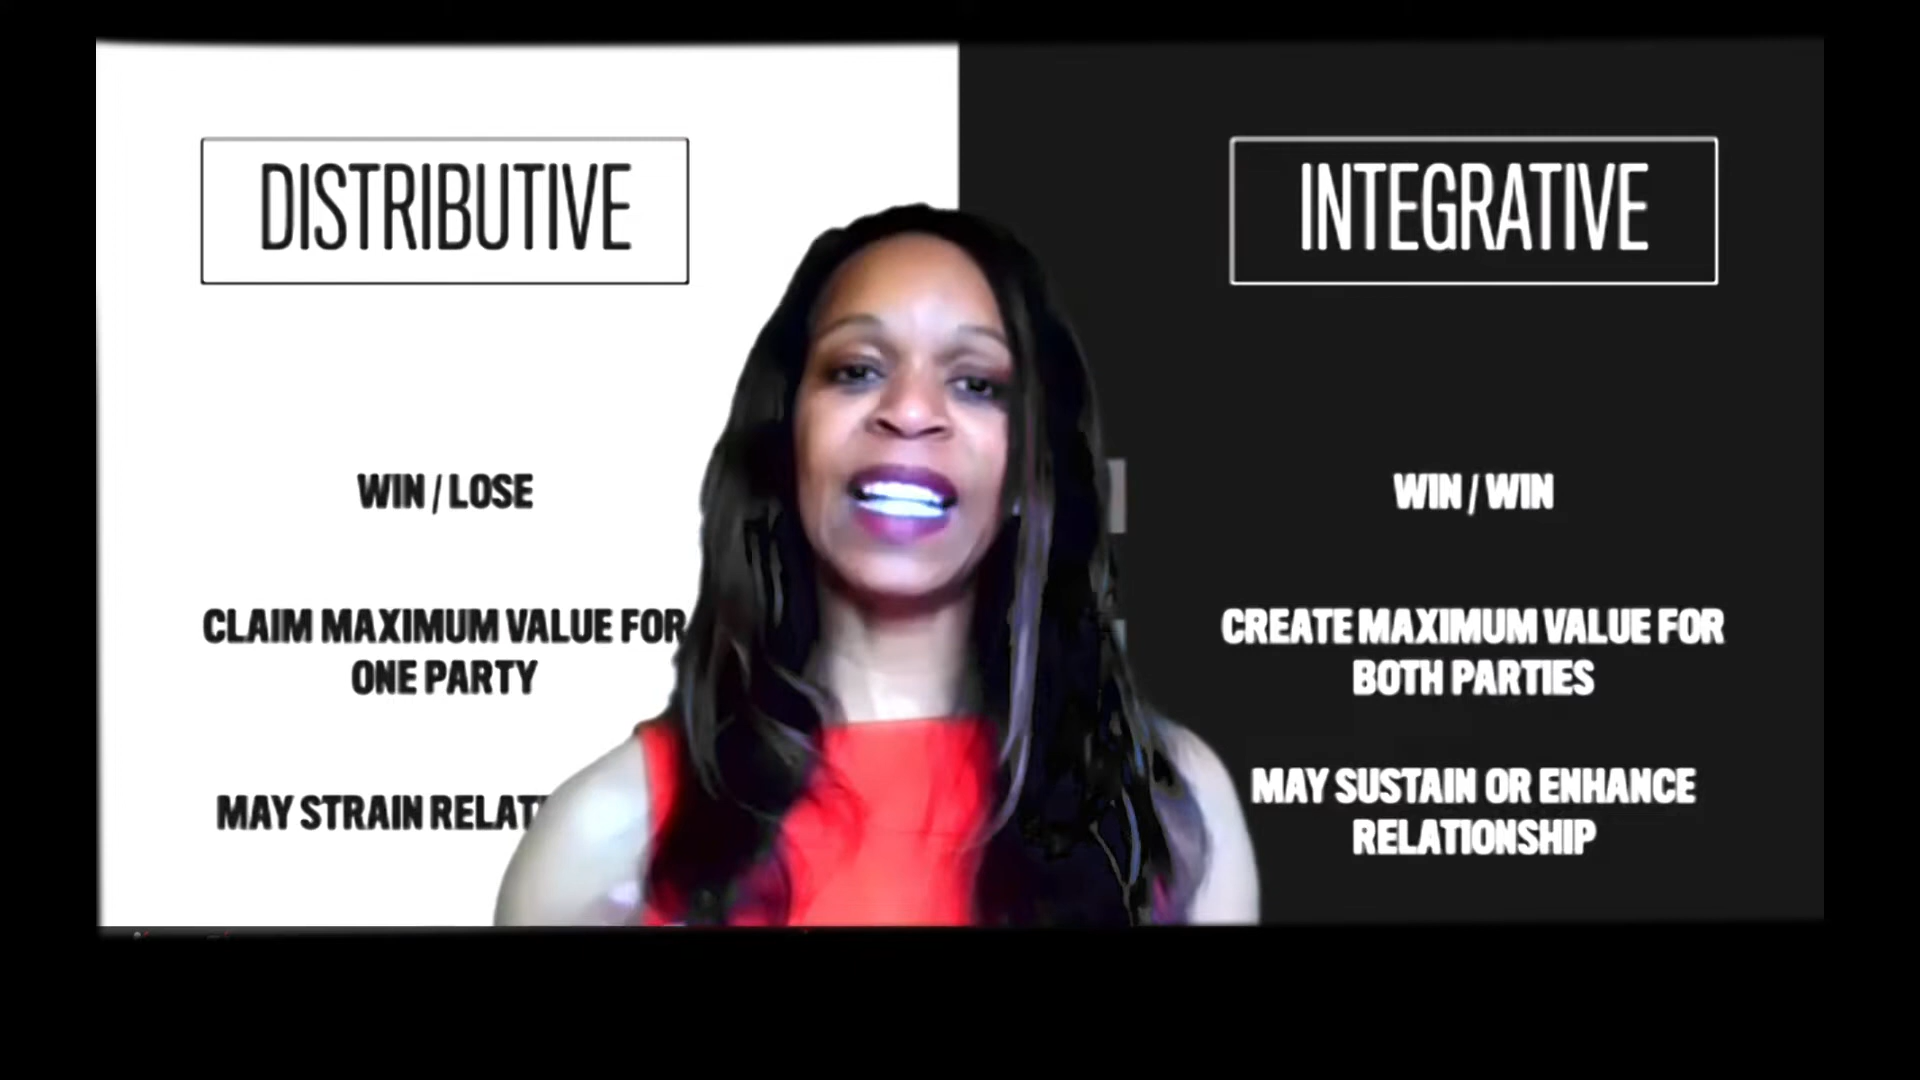 DISTRIBUTIVE
WIN / LOSE
CLAIM MAXIMUM VALUE FOR
ONE PARTY
MAY STRAIN
INTEGRATIVE
WIN / WIN
CREATE MAXIMUM VALUE FOR
BOTH PARTIES
MAY SUSTAIN OR ENHANCE
RELATIONSHIP